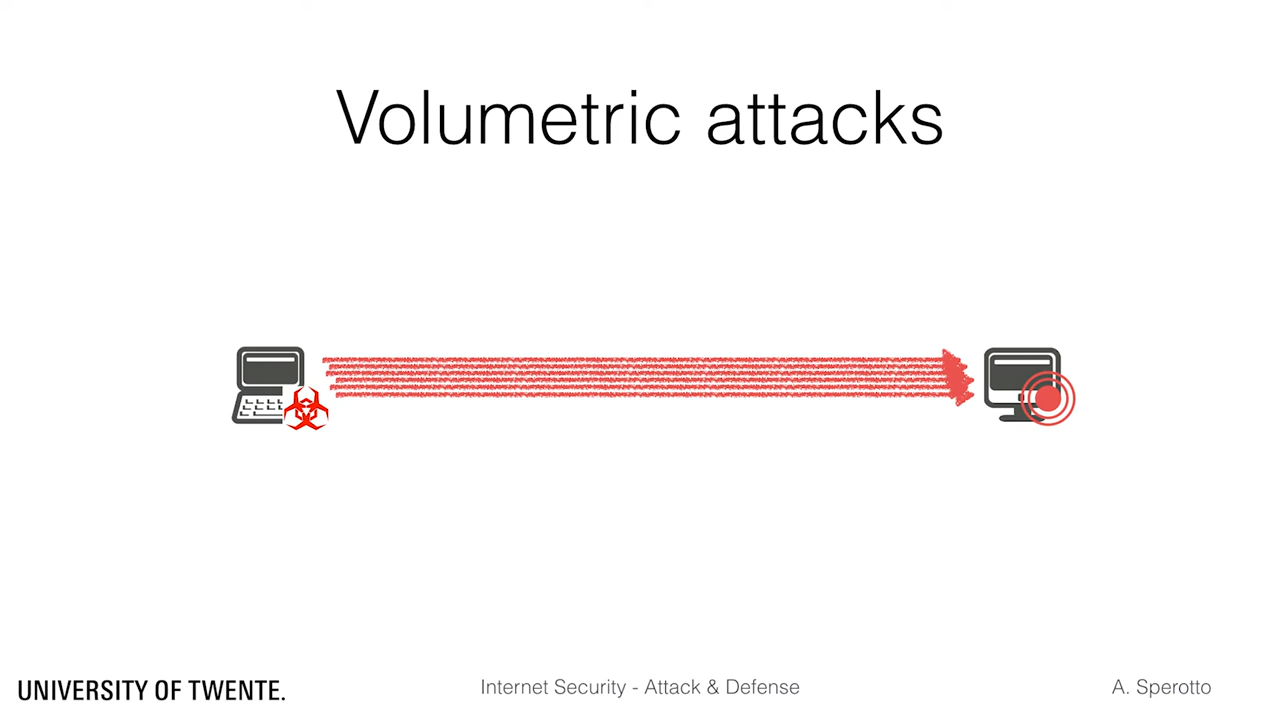 Volumetric attacks
UNIVERSITY OF TWENTE.
Internet Security - Attack & Defense
A. Sperotto